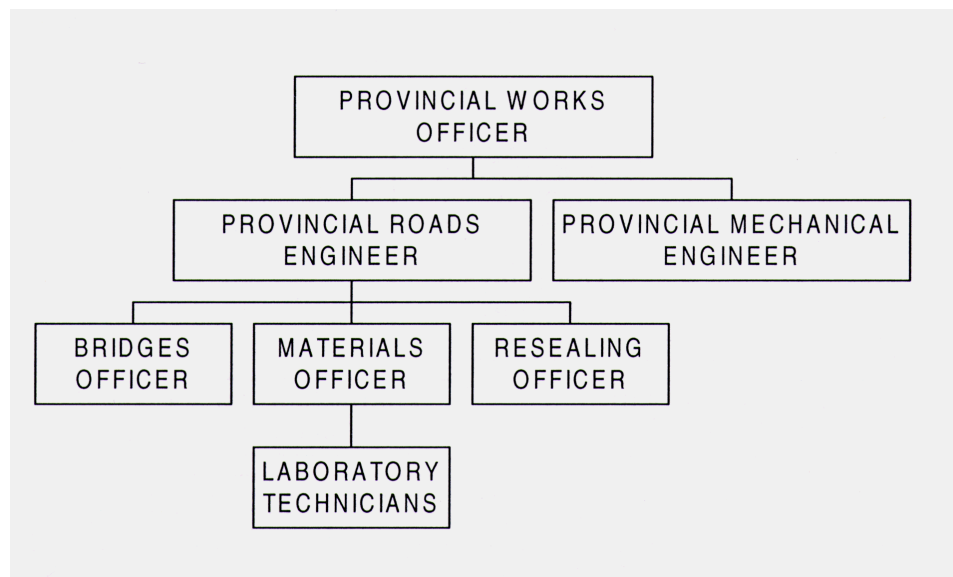 PROVINCIAL WORKS
OFFICER
PROVINCIAL ROADS
ENGINEER
PROVINCIAL MECHANICAL
ENGINEER
BRIDGES
OFFICER
MATERIALS
OFFICER
RESEALING
OFFICER
LABORATORY
TECHNICIANS